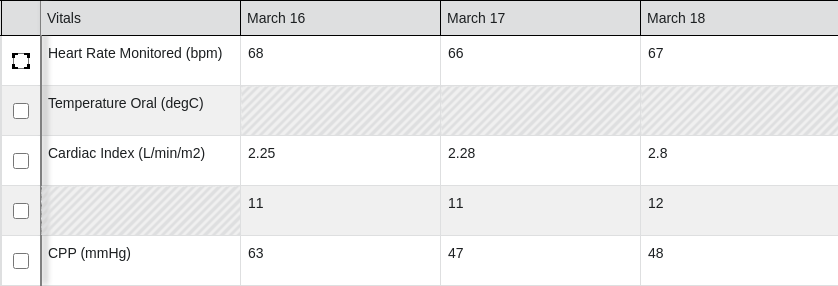 Vitals March 16 March 17 March 18
Heart Rate Monitored (bpm) 68 66 67
Temperature Oral (degC)
Cardiac Index (L/min/m2) 2.25 2.28 2.8
11 11 12
CPP (mmHg) 63 47 48